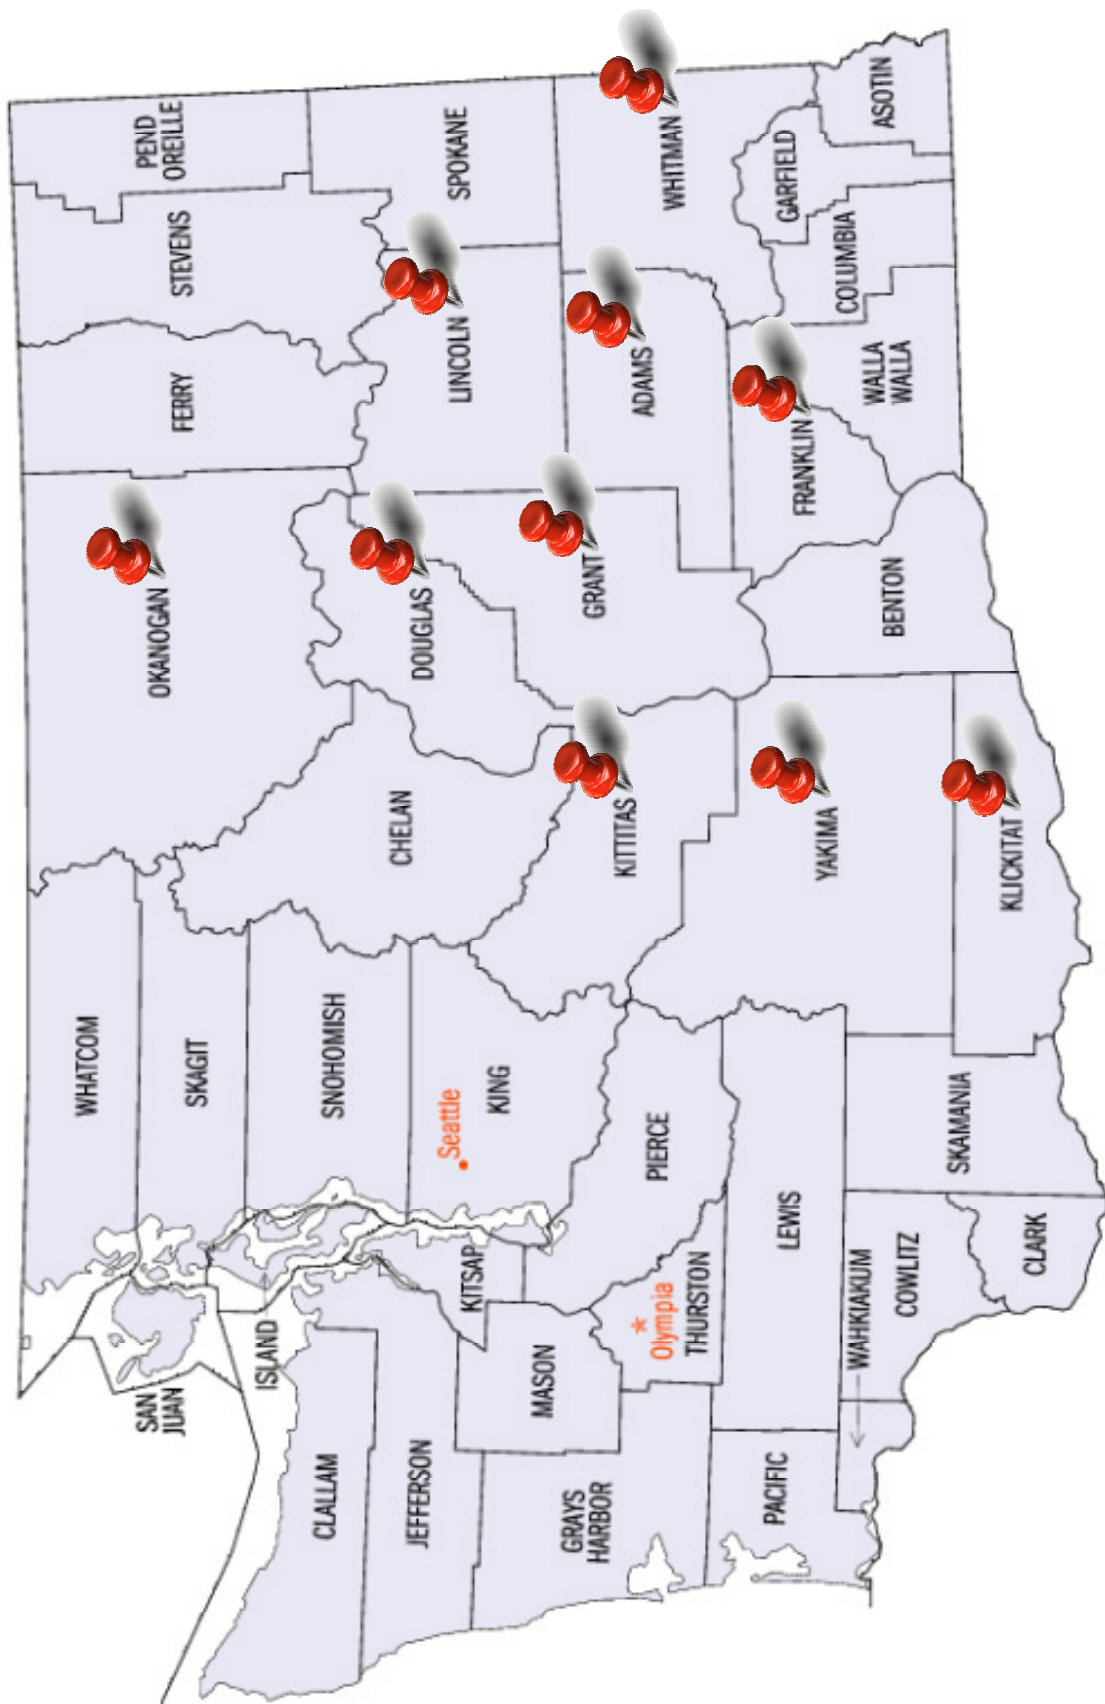 WHATCOM
SKAGIT
SAN
JUAN
ISLAND
SNOHOMISH
CLALLAM
JEFFERSON
KITSAP
Seattle
KING
MASON
GRAYS
HARBOR
Olympia
THURSTON
PIERCE
PACIFIC
LEWIS
WAHKIAKUM
COWLITZ
SKAMANIA
CLARK
OKANOGAN
FERRY
STEVENS
PEND
OREILLE
CHELAN
DOUGLAS
LINCOLN
SPOKANE
KITTITAS
GRANT
ADAMS
WHITMAN
YAKIMA
FRANKLIN
GARFIELD
BENTON
WALLA
WALLA
COLUMBIA
ASOTIN
KLICKITAT